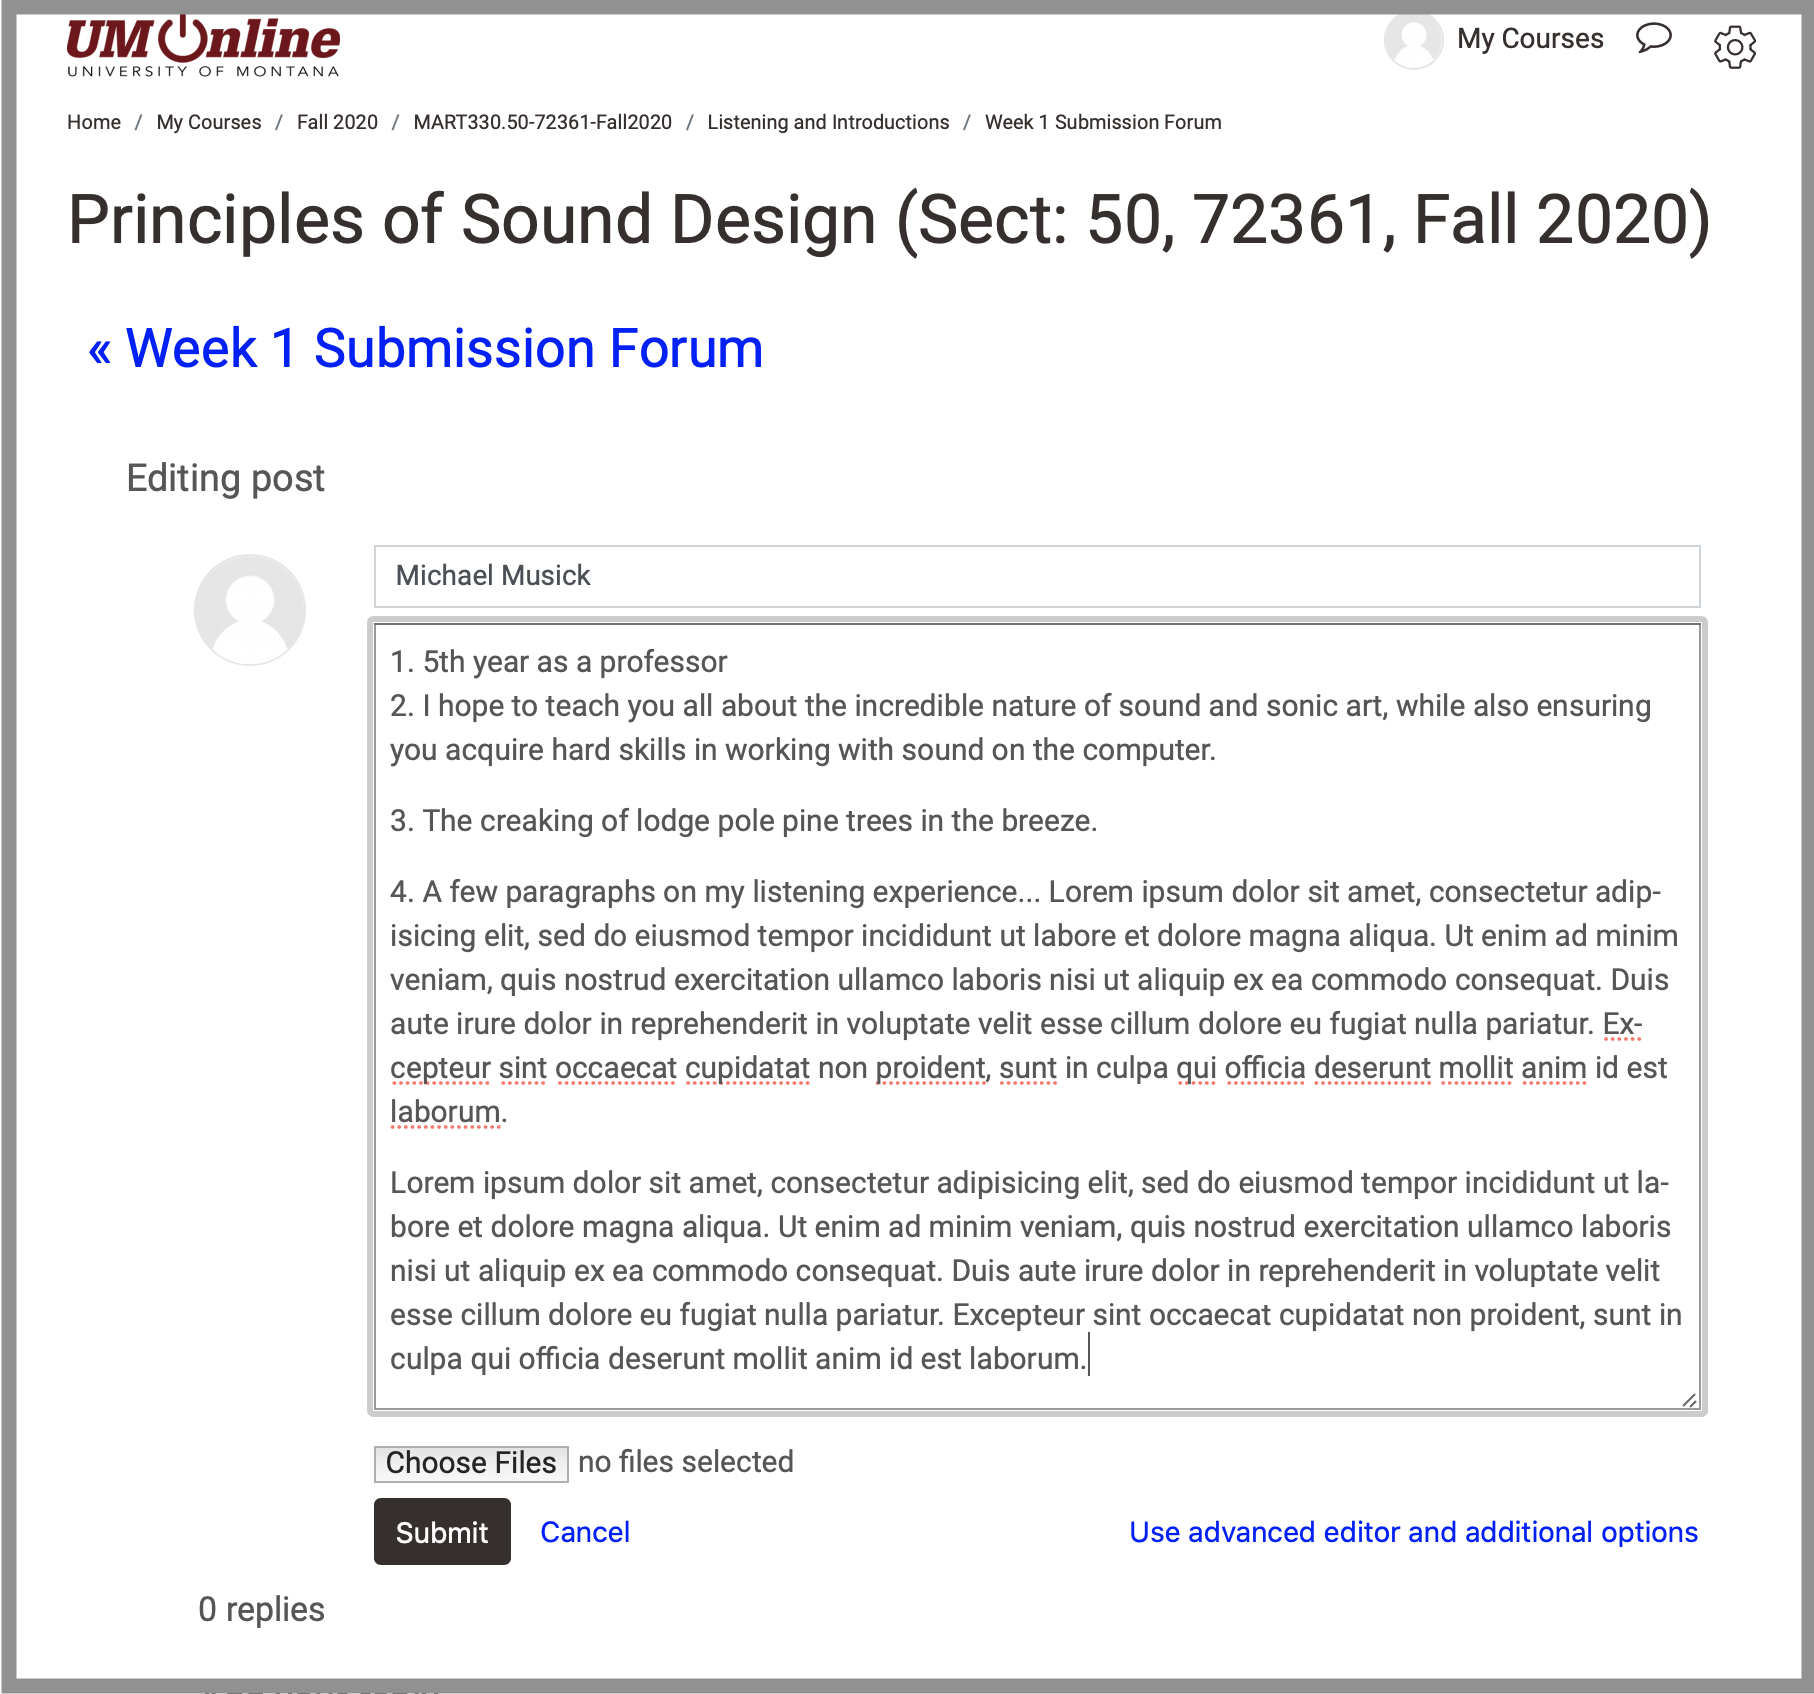 UM Online
UNIVERSITY OF MONTANA
My Courses
Home / My Courses / Fall 2020 / MART330.50-72361-Fall2020 / Listening and Introductions / Week 1 Submission Forum
Principles of Sound Design (Sect: 50, 72361, Fall 2020)
« Week 1 Submission Forum
Editing post
Michael Musick
1. 5th year as a professor
2. I hope to teach you all about the incredible nature of sound and sonic art, while also ensuring
you acquire hard skills in working with sound on the computer.
3. The creaking of lodge pole pine trees in the breeze.
4. A few paragraphs on my listening experience... Lorem ipsum dolor sit amet, consectetur adip-
isicing elit, sed do eiusmod tempor incididunt ut labore et dolore magna aliqua. Ut enim ad minim
veniam, quis nostrud exercitation ullamco laboris nisi ut aliquip ex ea commodo consequat. Duis
aute irure dolor in reprehenderit in voluptate velit esse cillum dolore eu fugiat nulla pariatur. Ex-
cepteur sint occaecat cupidatat non proident, sunt in culpa qui officia deserunt mollit anim id est
laborum.
Lorem ipsum dolor sit amet, consectetur adipisicing elit, sed do eiusmod tempor incididunt ut la-
bore et dolore magna aliqua. Ut enim ad minim veniam, quis nostrud exercitation ullamco laboris
nisi ut aliquip ex ea commodo consequat. Duis aute irure dolor in reprehenderit in voluptate velit
esse cillum dolore eu fugiat nulla pariatur. Excepteur sint occaecat cupidatat non proident, sunt in
culpa qui officia deserunt mollit anim id est laborum.
Choose Files no files selected
Submit Cancel Use advanced editor and additional options
0 replies